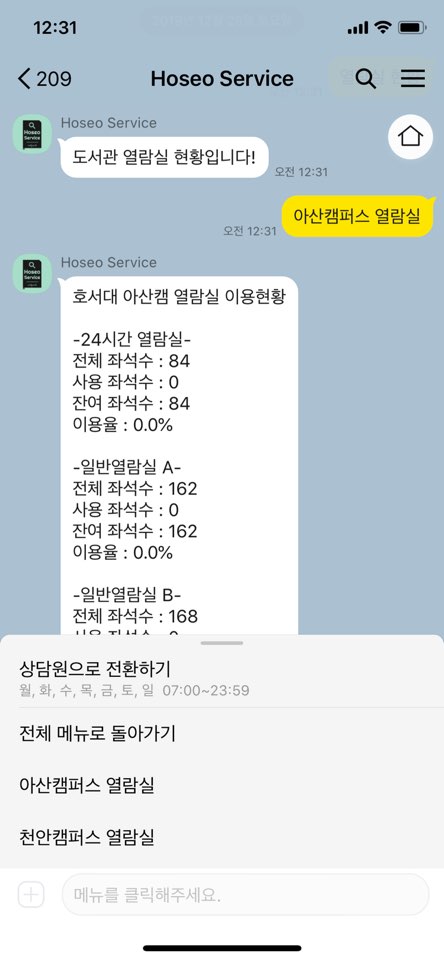 12:31
209
Hoseo Service
Hoseo Service
도서관 열람실 현황입니다!
오전 12:31
아산캠퍼스 열람실
오전 12:31
Hoseo Service
호서대 아산캠 열람실 이용현황
-24시간 열람실-
전체 좌석수 : 84
사용 좌석수 : 0
잔여 좌석수 : 84
이용율 : 0.0%
-일반열람실 A-
전체 좌석수 : 162
사용 좌석수 : 0
잔여 좌석수 : 162
이용율 : 0.0%
-일반열람실 B-
전체 좌석수 : 168
상담원으로 전환하기
월, 화, 수, 목, 금, 토, 일 07:00~23:59
전체 메뉴로 돌아가기
아산캠퍼스 열람실
천안캠퍼스 열람실
메뉴를 클릭해주세요.